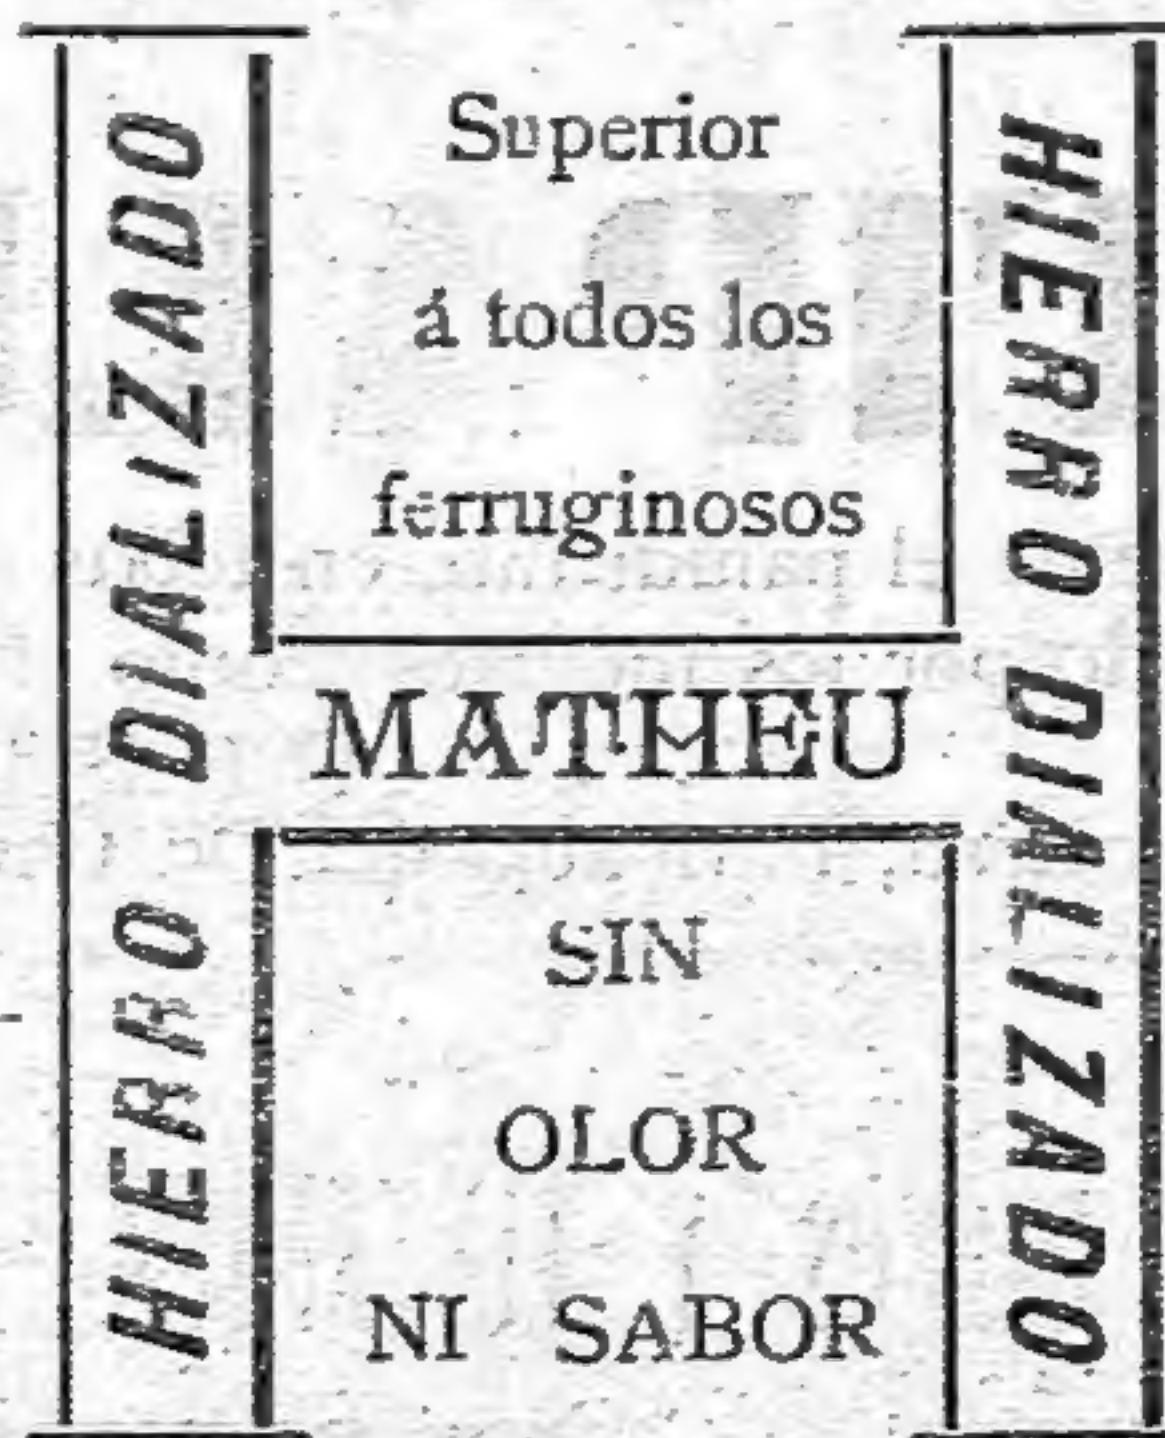 HIERRO DIALIZADO
Superior
á todos los
ferruginosos
MATHEU
SIN
OLOR
NI SABOR
HIERRO DIALIZADO